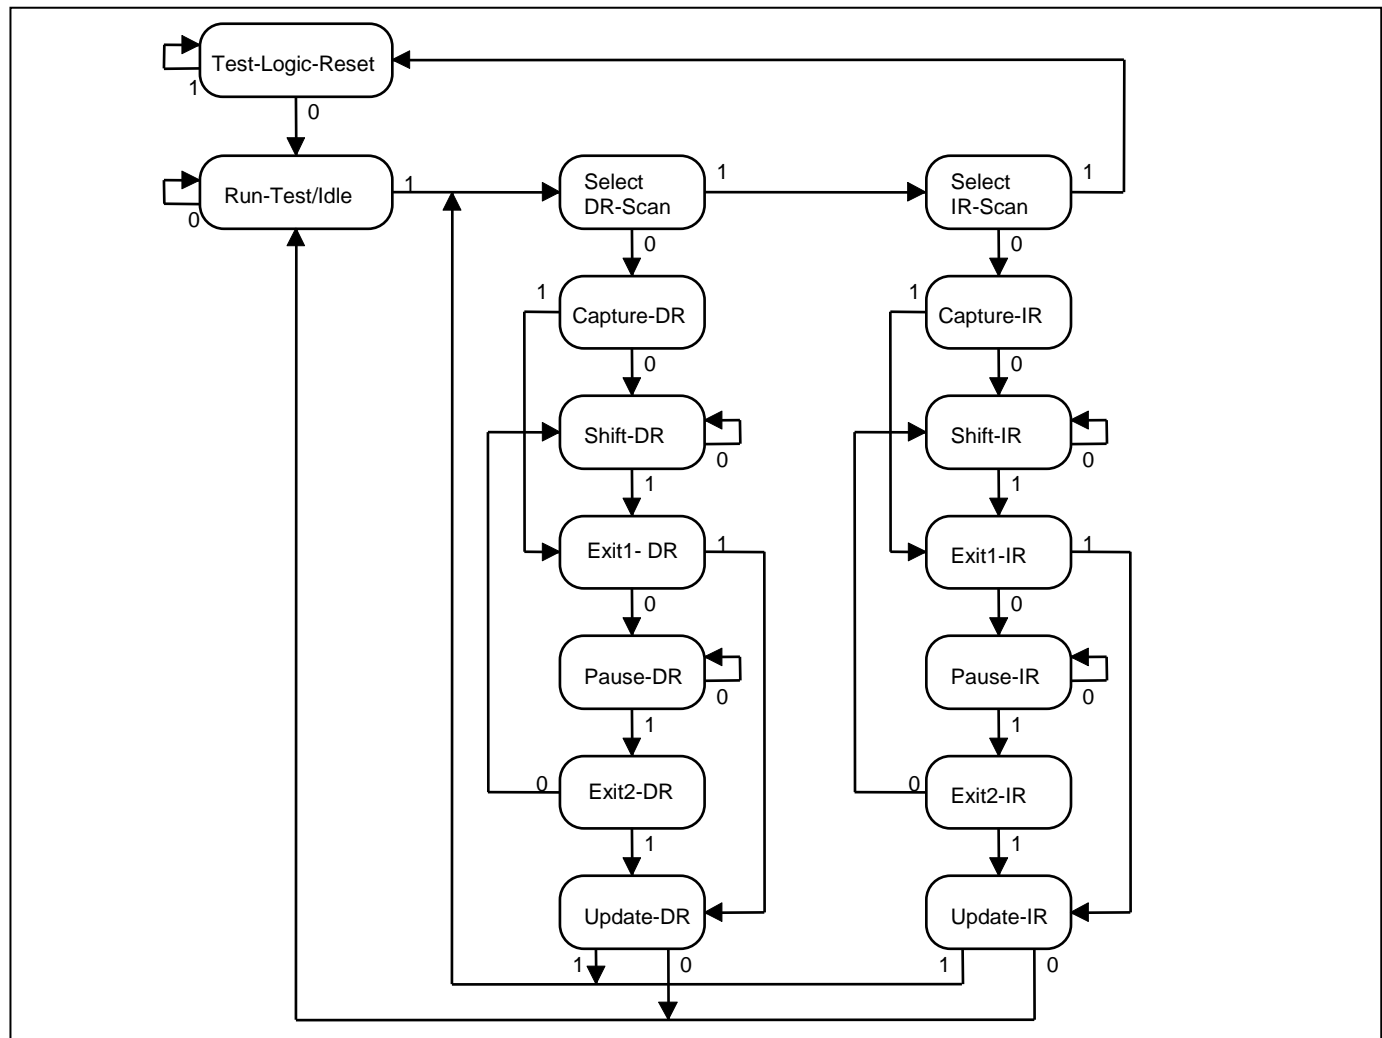 Test-Logic-Reset
1
0
Run-Test/Idle
0
1
Select
DR-Scan
1
0
Select
IR-Scan
1
0
1
Capture-DR
0
1
Capture-IR
0
Shift-DR
0
1
Shift-IR
0
1
Exit1- DR
1
0
Exit1-IR
1
0
Pause-DR
0
1
Pause-IR
0
1
0
Exit2-DR
1
0
Exit2-IR
1
Update-DR
1
0
Update-IR
1
0